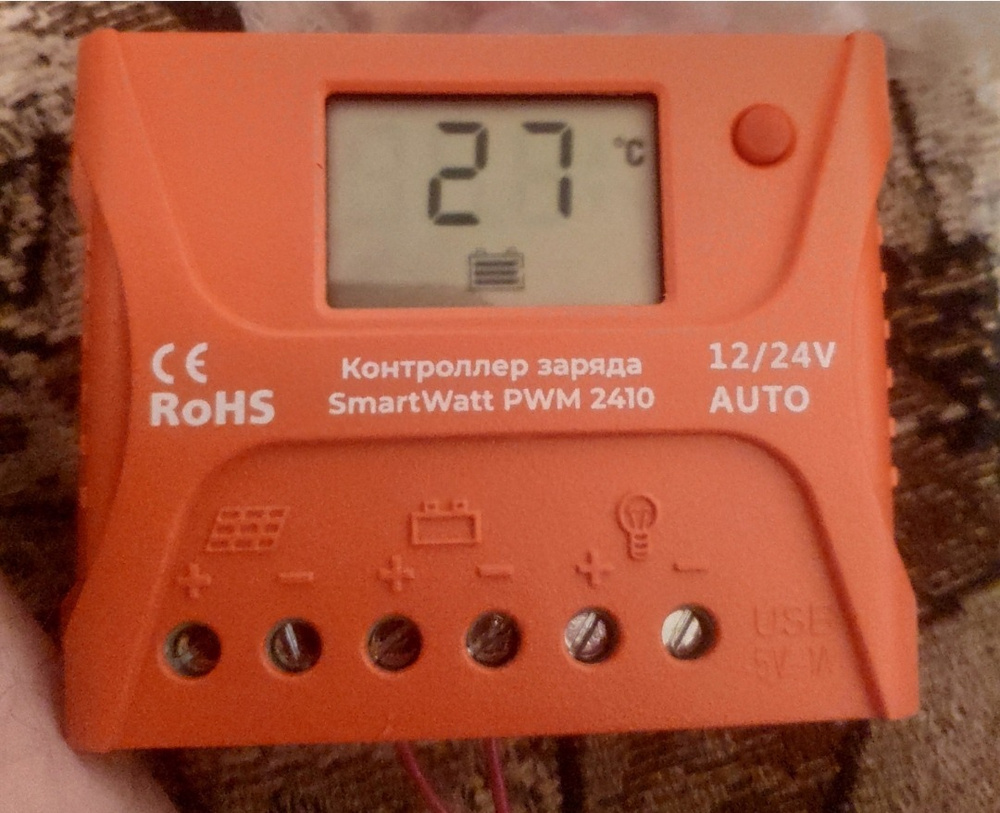 27 °C
CE
RoHS
Контроллер заряда
SmartWatt PWM 2410
12/24V
AUTO
+ − + − + −
USB
5V-1A